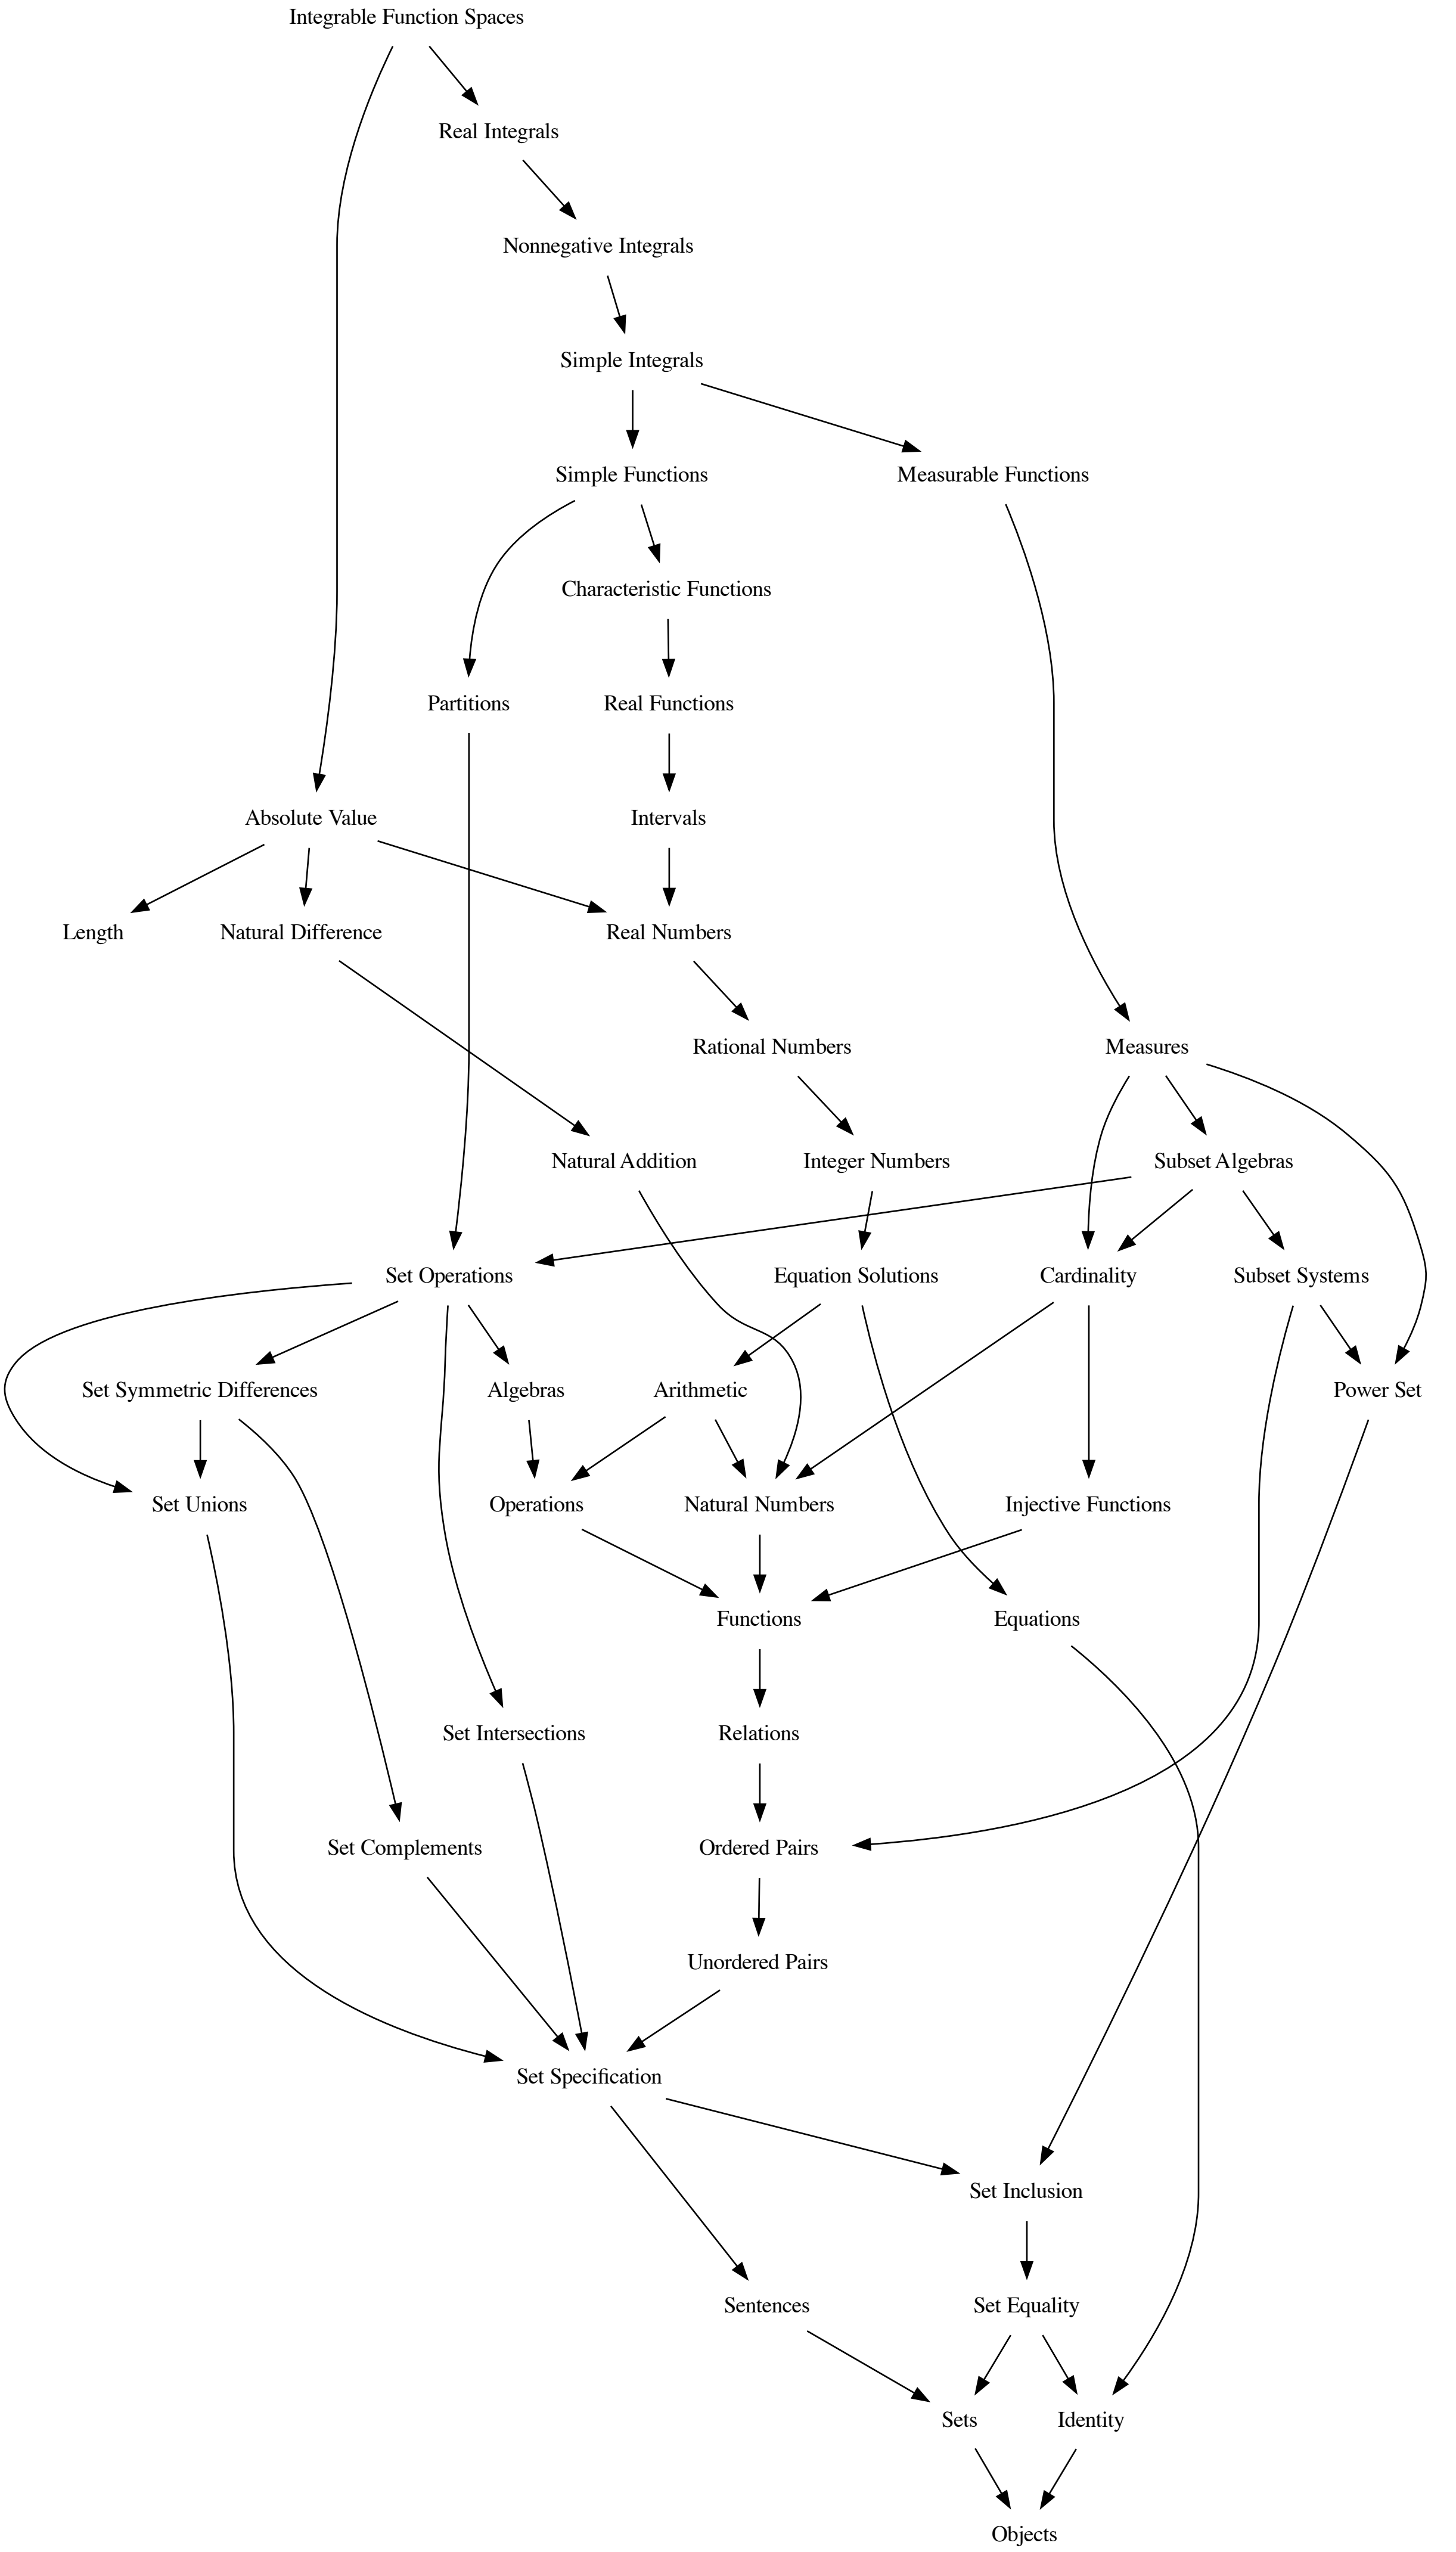 Integrable Function Spaces
Real Integrals
Nonnegative Integrals
Simple Integrals
Simple Functions
Measurable Functions
Characteristic Functions
Partitions
Real Functions
Absolute Value
Intervals
Length
Natural Difference
Real Numbers
Rational Numbers
Measures
Natural Addition
Integer Numbers
Subset Algebras
Set Operations
Equation Solutions
Cardinality
Subset Systems
Set Symmetric Differences
Algebras
Arithmetic
Power Set
Set Unions
Operations
Natural Numbers
Injective Functions
Functions
Equations
Set Intersections
Relations
Set Complements
Ordered Pairs
Unordered Pairs
Set Specification
Set Inclusion
Sentences
Set Equality
Sets
Identity
Objects